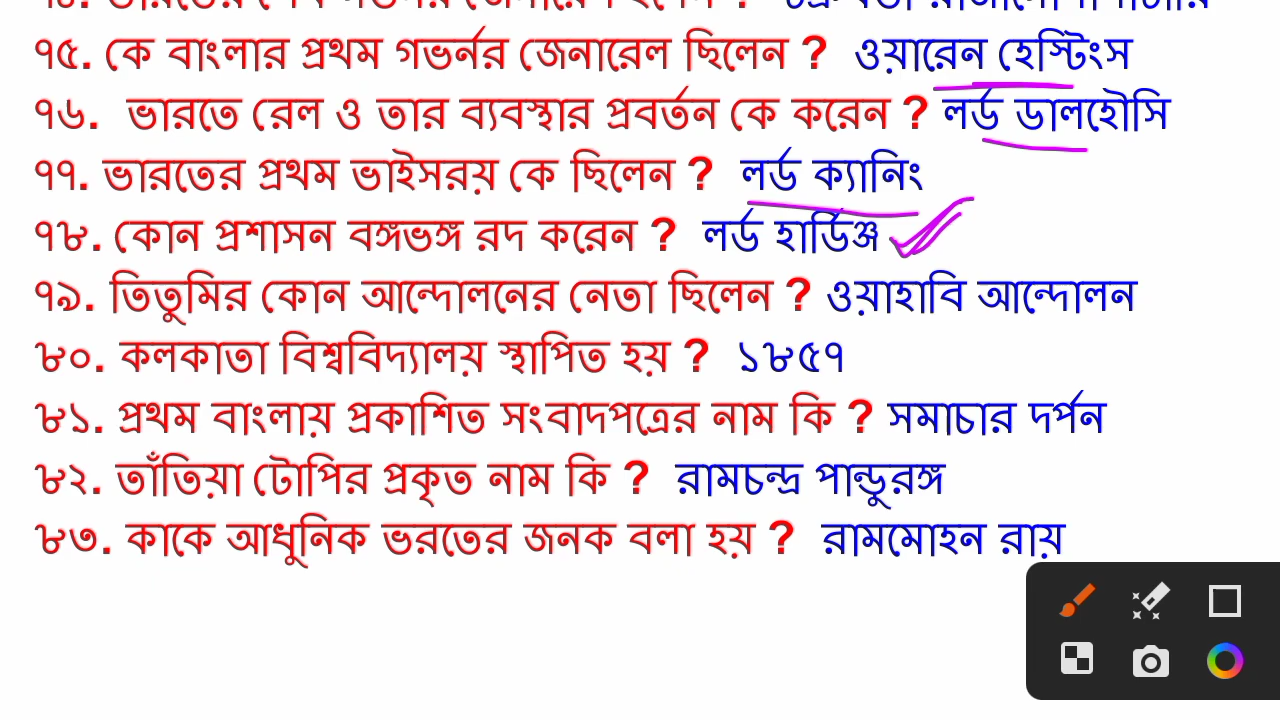 ৭৫. কে বাংলার প্রথম গভর্নর জেনারেল ছিলেন ? ওয়ারেন হেস্টিংস
৭৬. ভারতে রেল ও তার ব্যবস্থার প্রবর্তন কে করেন ? লর্ড ডালহৌসি
৭৭. ভারতের প্রথম ভাইসরয় কে ছিলেন ? লর্ড ক্যানিং
৭৮. কোন প্রশাসন বঙ্গভঙ্গ রদ করেন ? লর্ড হার্ডিঞ্জ
৭৯. তিতুমির কোন আন্দোলনের নেতা ছিলেন ? ওয়াহাবি আন্দোলন
৮০. কলকাতা বিশ্ববিদ্যালয় স্থাপিত হয় ? ১৮৫৭
৮১. প্রথম বাংলায় প্রকাশিত সংবাদপত্রের নাম কি ? সমাচার দর্পন
৮২. তাঁতিয়া টোপির প্রকৃত নাম কি ? রামচন্দ্র পান্ডুরঙ্গ
৮৩. কাকে আধুনিক ভরতের জনক বলা হয় ? রামমোহন রায়